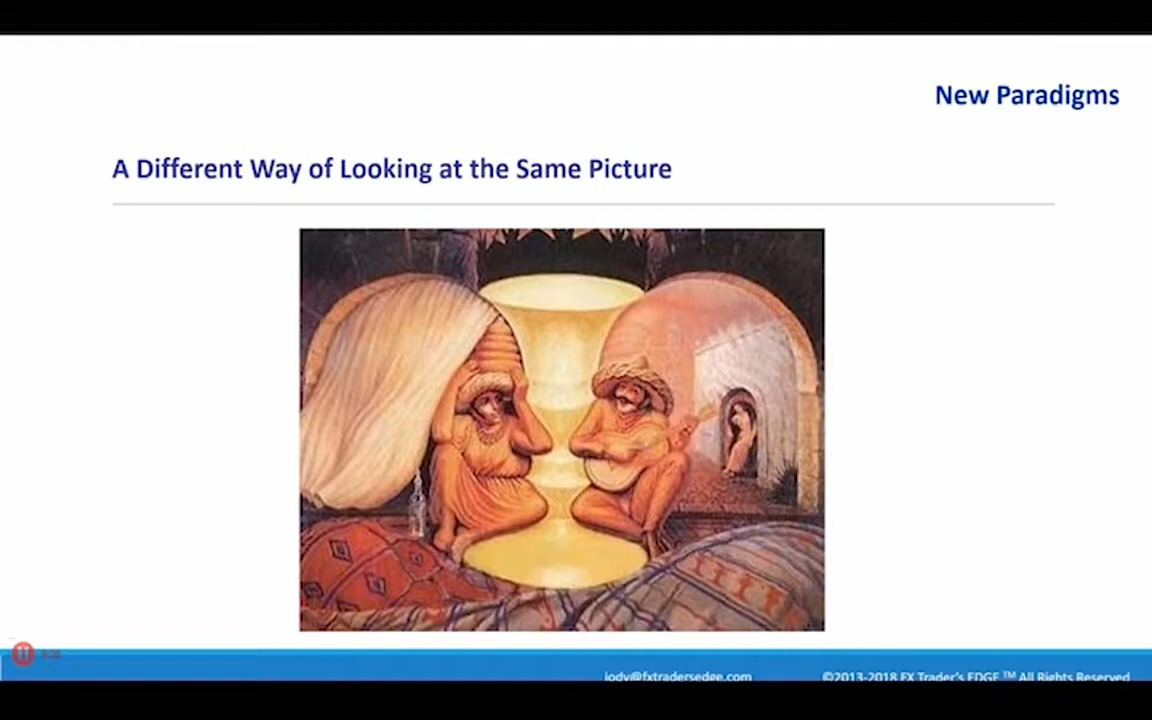 New Paradigms
A Different Way of Looking at the Same Picture
jody@fxtradersedge.com
©2013-2018 FX Trader's EDGE ™ All Rights Reserved